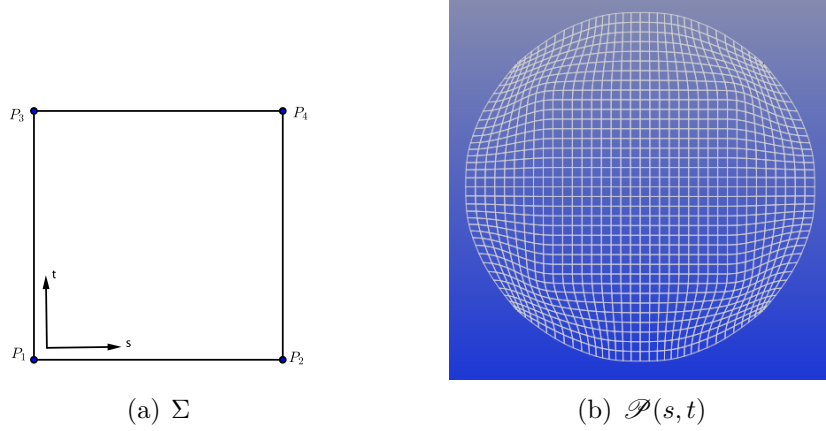 P₃
P₄
t
s
P₁
P₂
(a) Σ
(b) 𝒫(s, t)